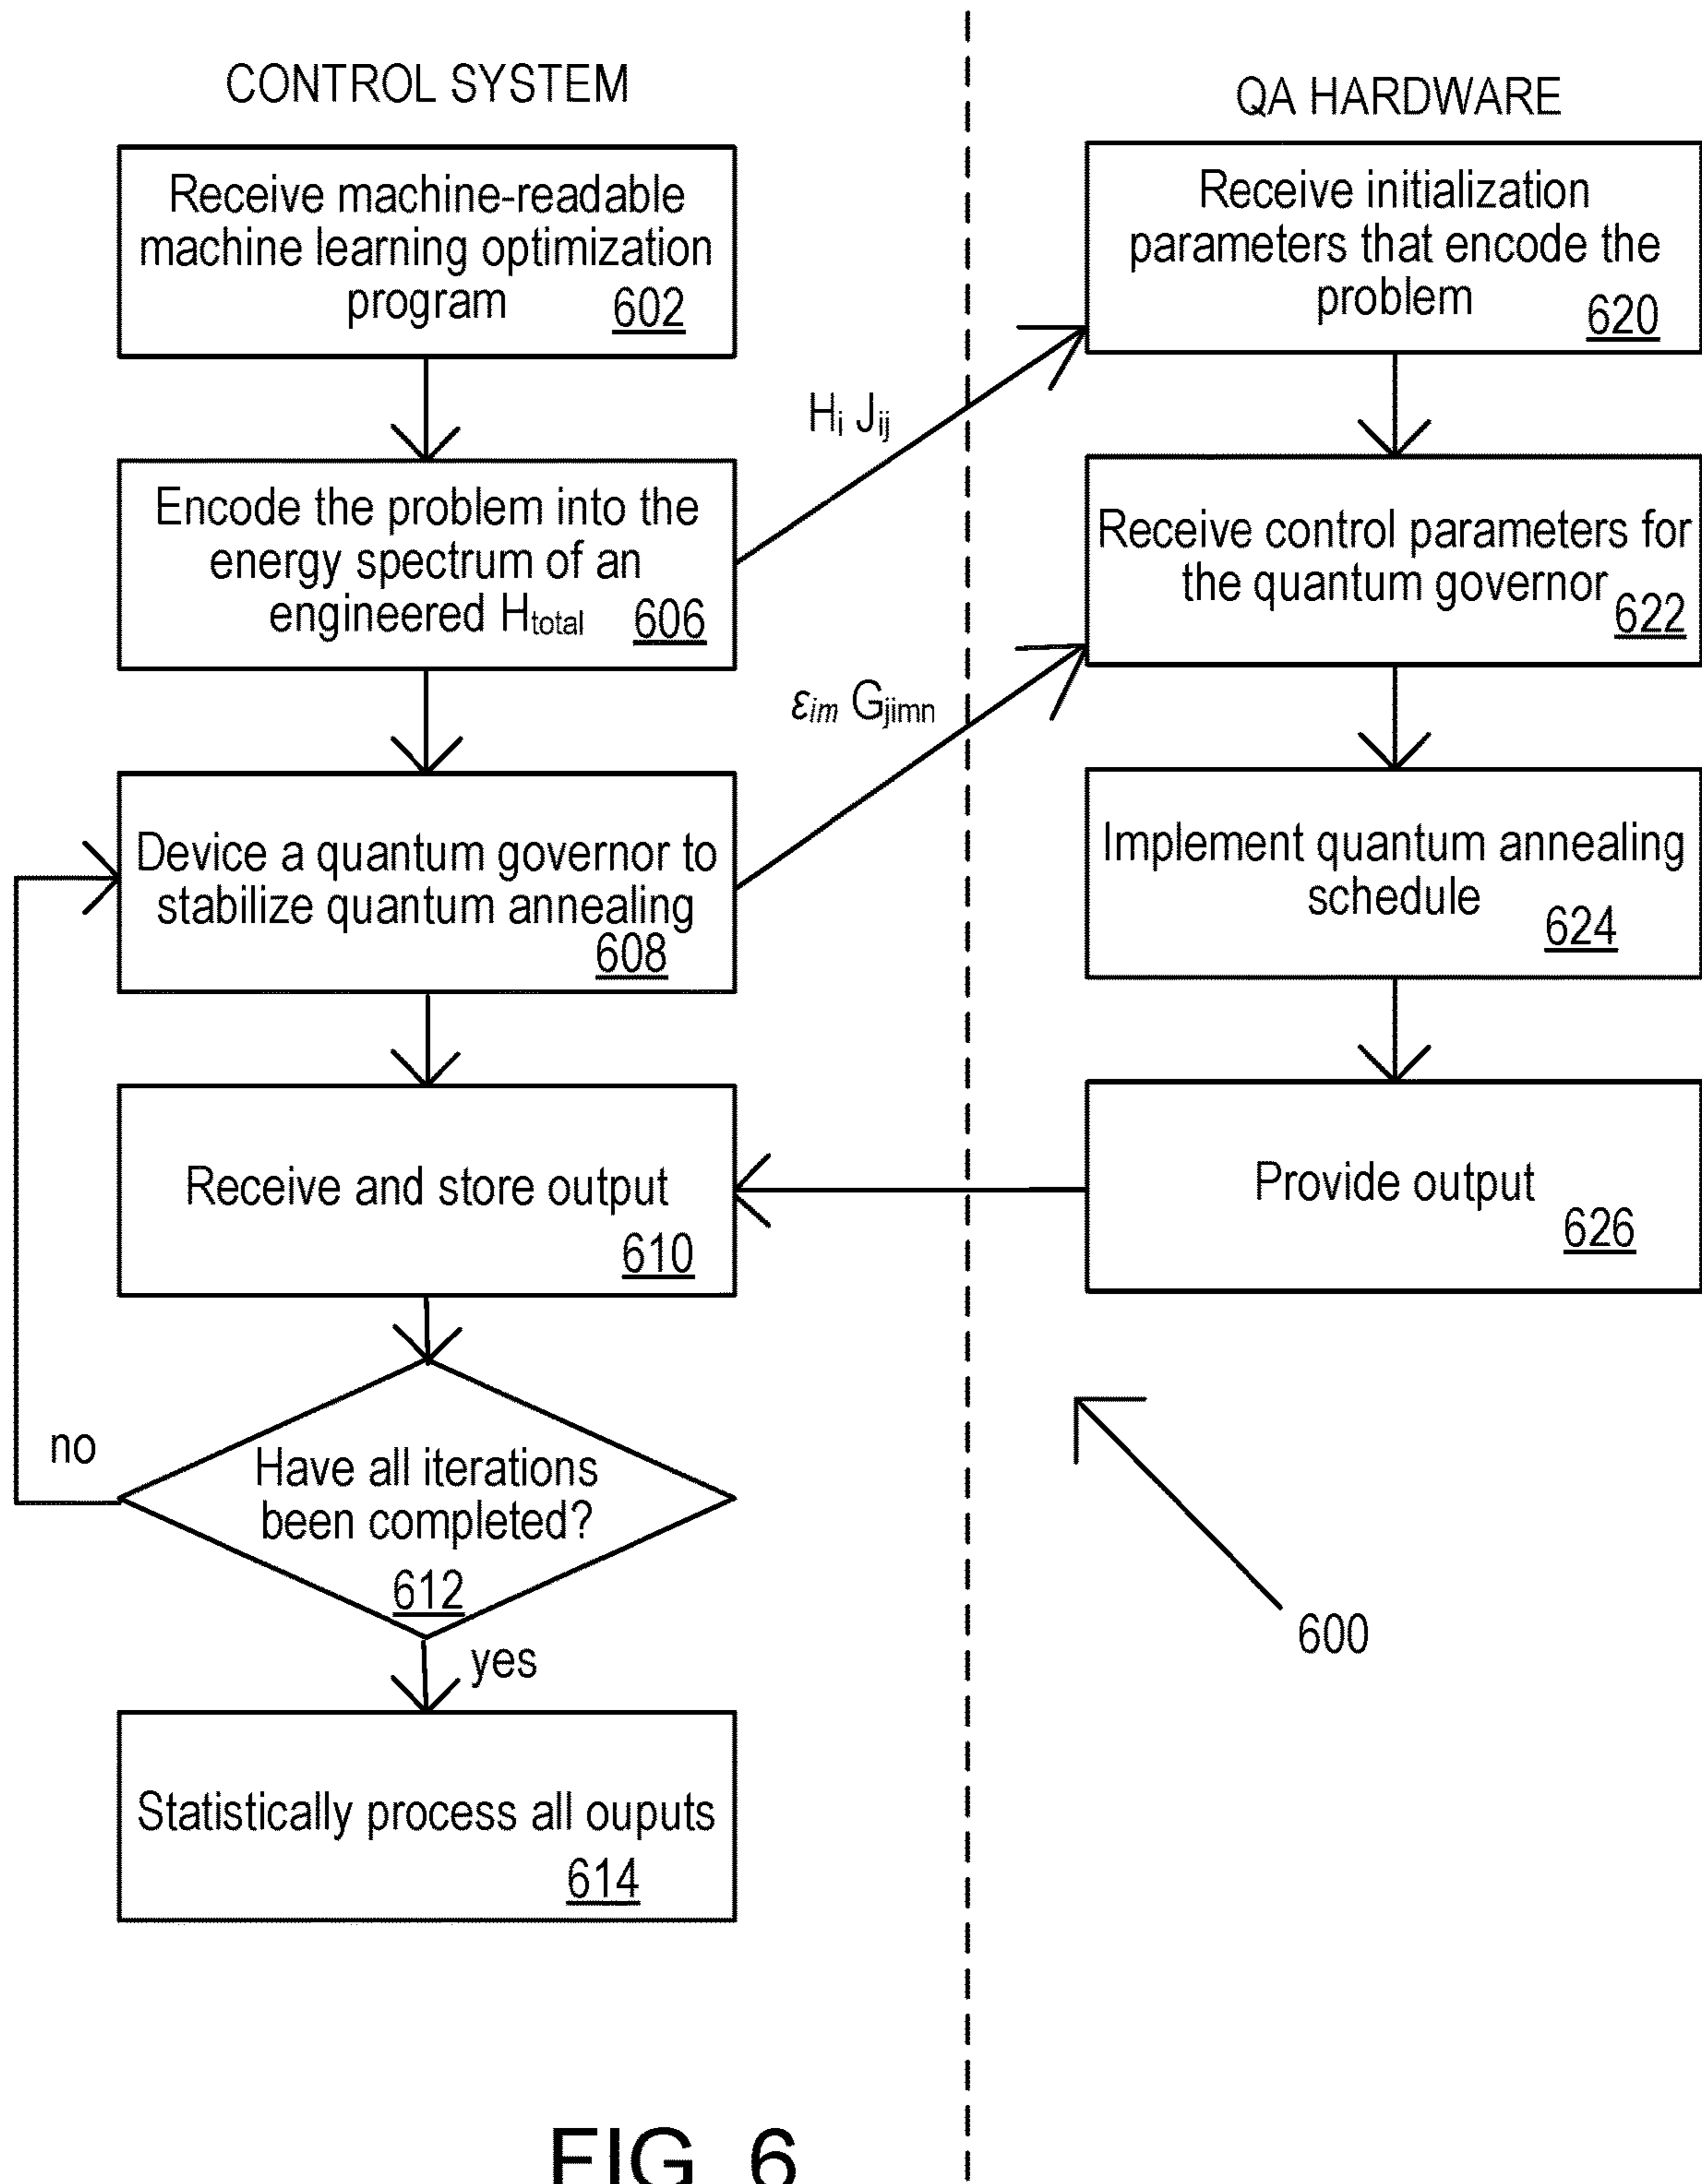 CONTROL SYSTEM
Receive machine-readable
machine learning optimization
program 602
Encode the problem into the
energy spectrum of an
engineered Htotal 606
Device a quantum governor to
stabilize quantum annealing
608
Receive and store output
610
no
Have all iterations
been completed?
612
yes
Statistically process all ouputs
614
Hi Jij
εim Gjimn
QA HARDWARE
Receive initialization
parameters that encode the
problem 620
Receive control parameters for
the quantum governor 622
Implement quantum annealing
schedule 624
Provide output
626
600
FIG. 6